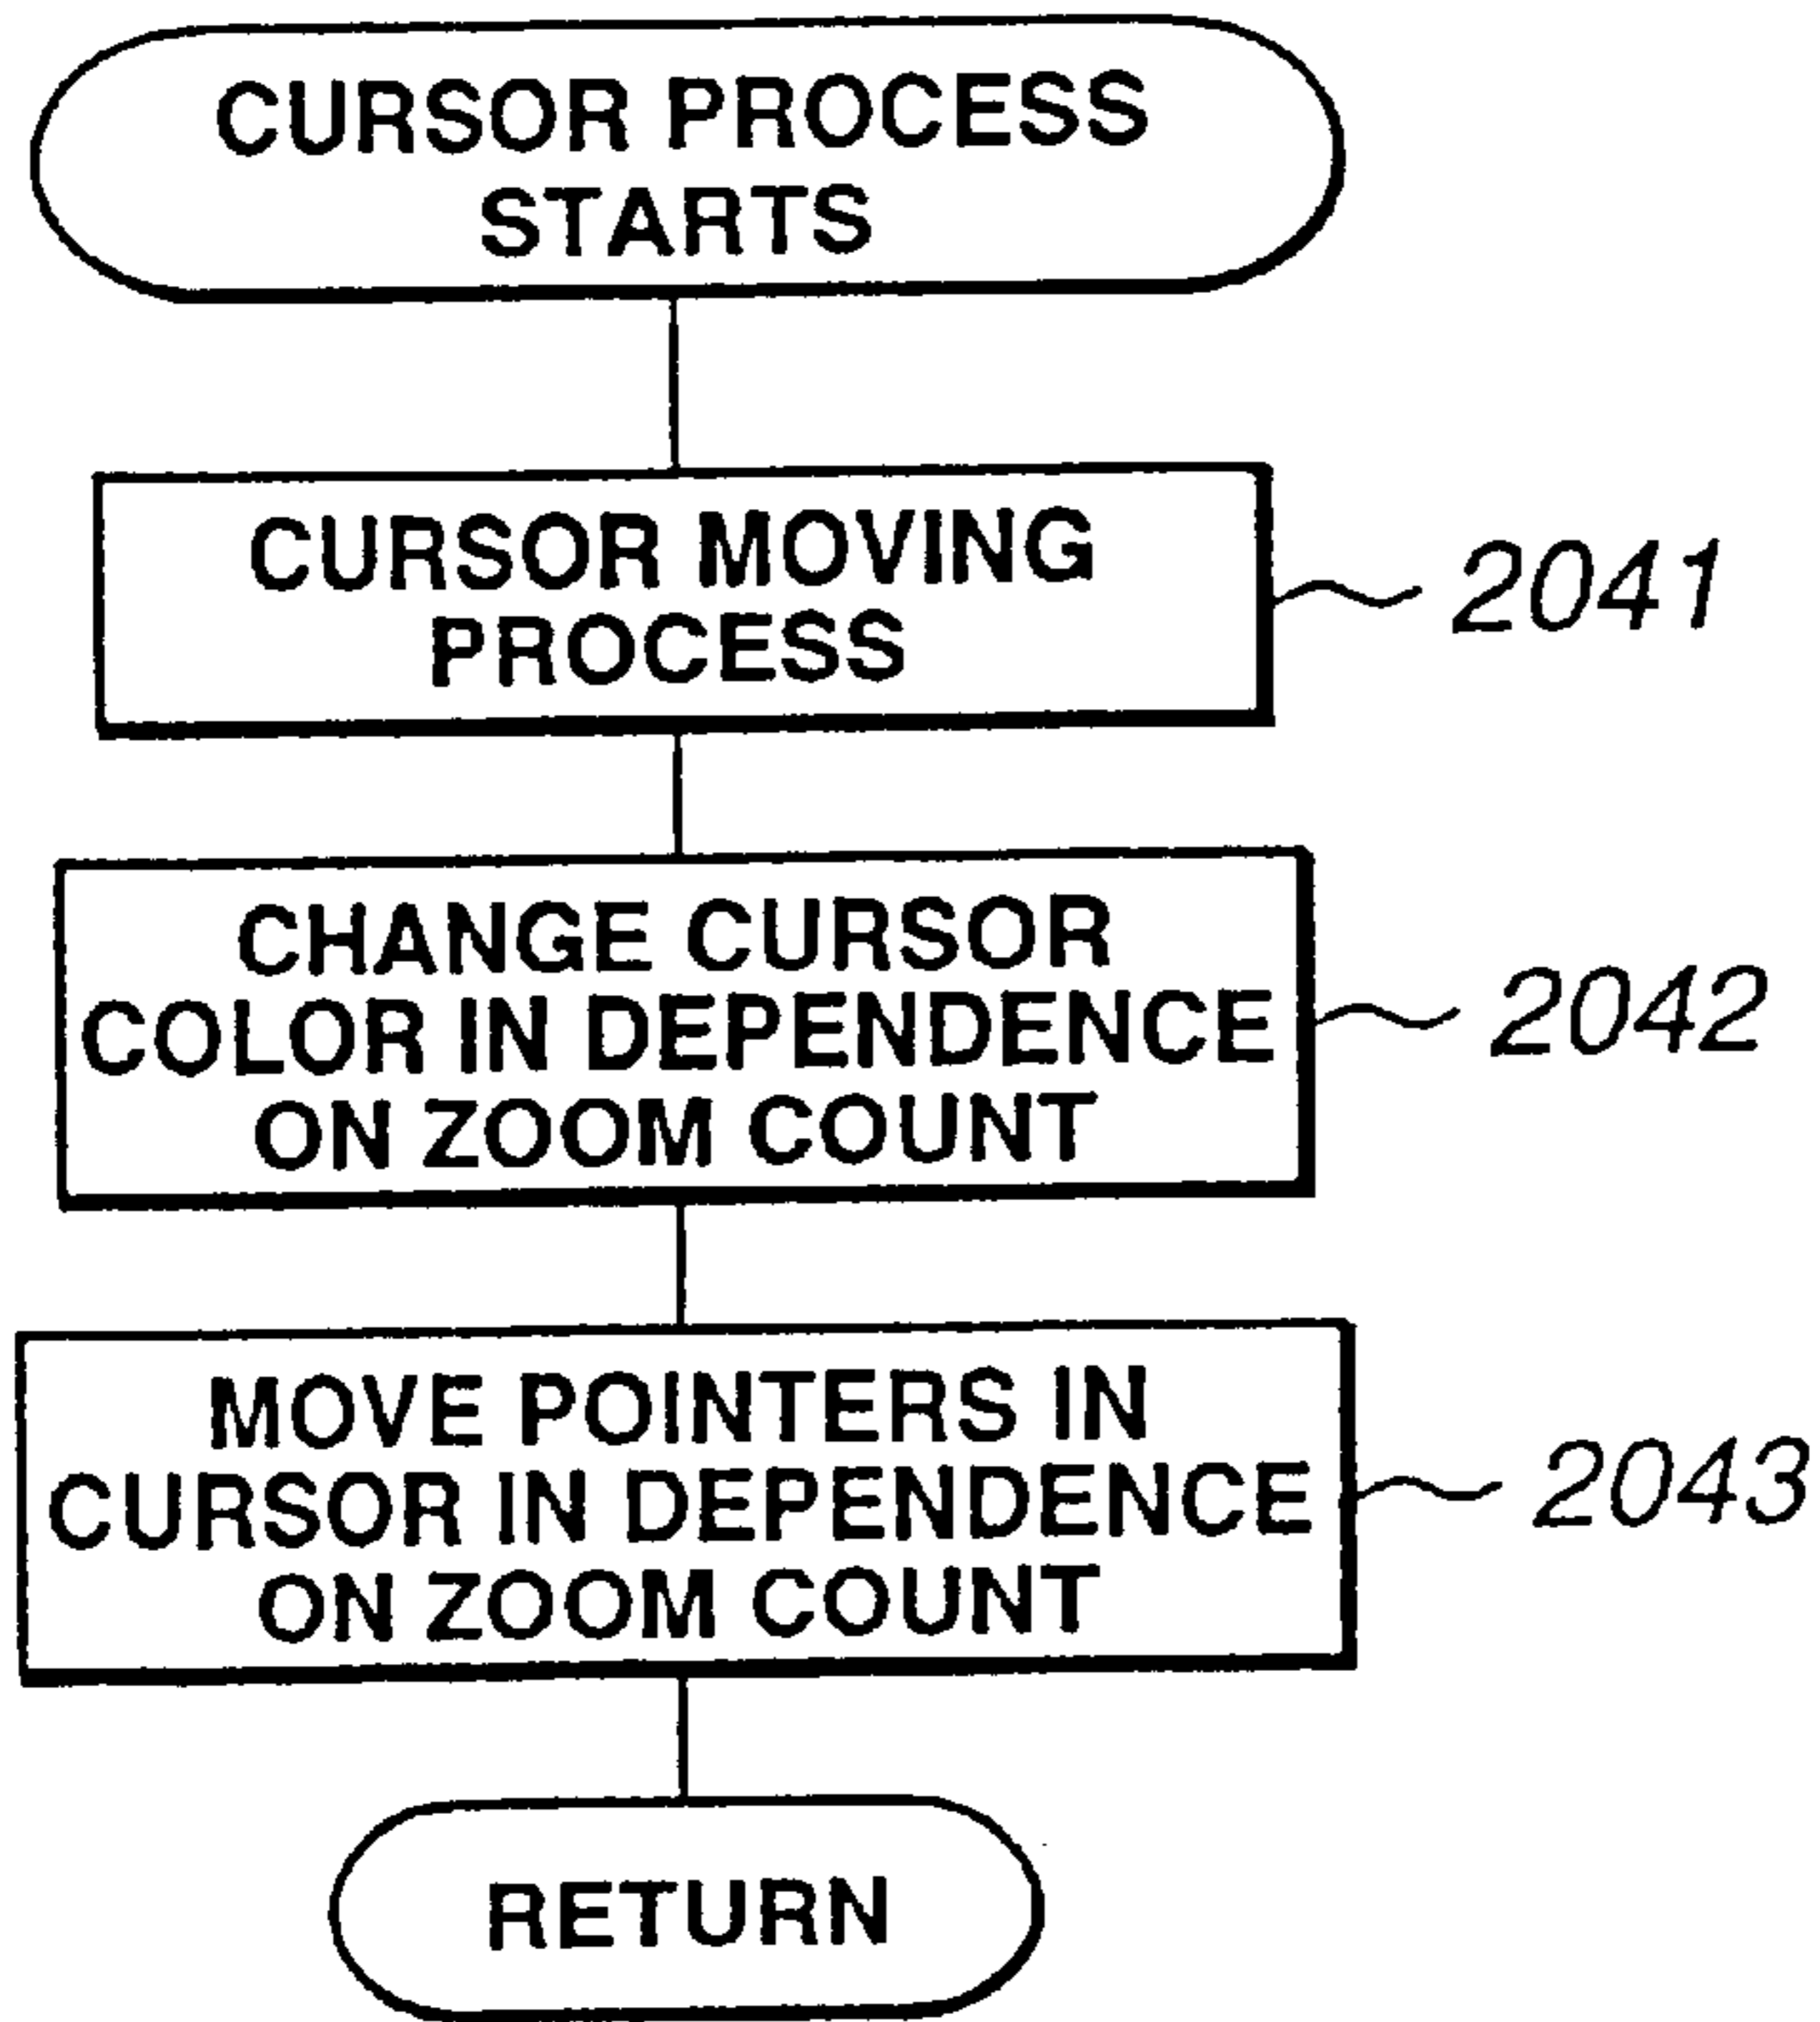 CURSOR PROCESS
STARTS
CURSOR MOVING
PROCESS
2041
CHANGE CURSOR
COLOR IN DEPENDENCE
ON ZOOM COUNT
2042
MOVE POINTERS IN
CURSOR IN DEPENDENCE
ON ZOOM COUNT
2043
RETURN